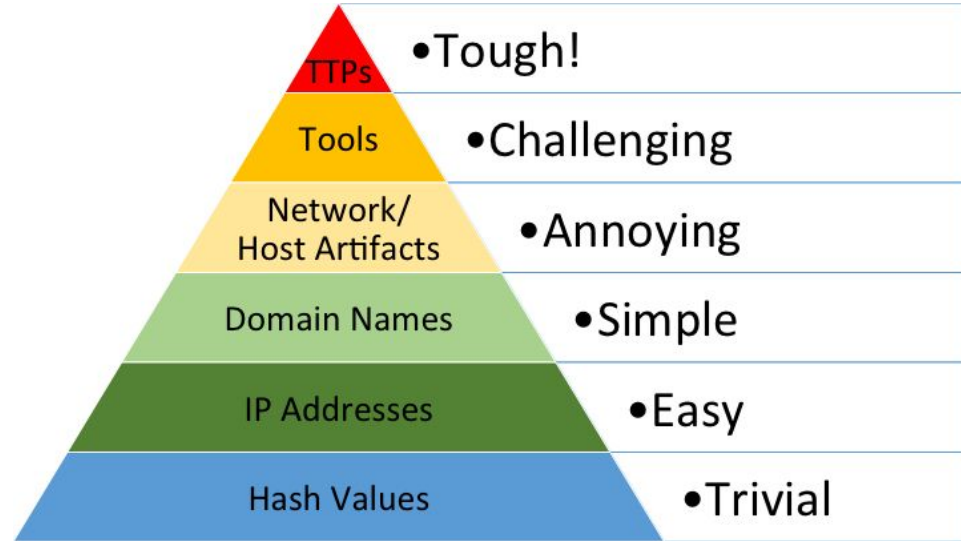 TTPs
•Tough!
Tools
•Challenging
Network/
Host Artifacts
•Annoying
Domain Names
•Simple
IP Addresses
•Easy
Hash Values
•Trivial